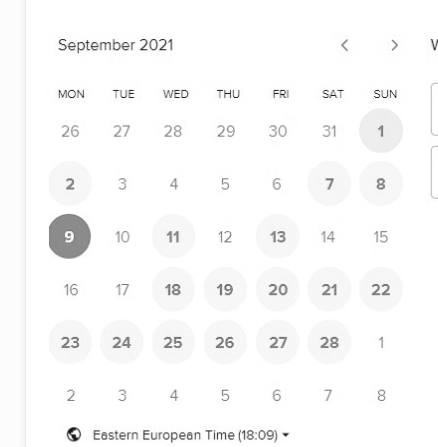 September 2021
MON TUE WED THU FRI SAT SUN
26 27 28 29 30 31 1
2 3 4 5 6 7 8
9 10 11 12 13 14 15
16 17 18 19 20 21 22
23 24 25 26 27 28 1
2 3 4 5 6 7 8
Eastern European Time (18:09)